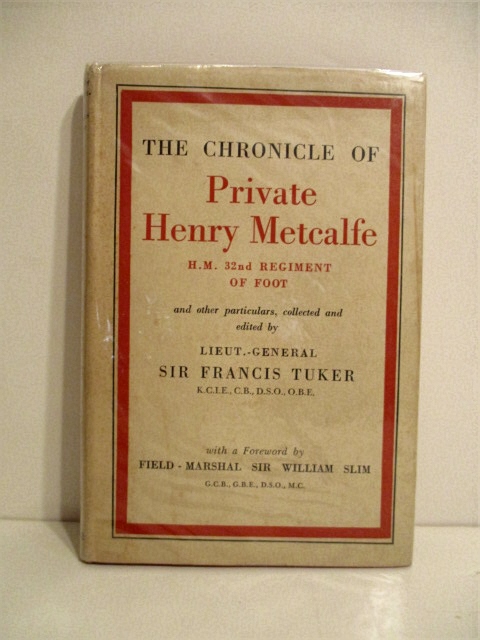 THE CHRONICLE OF
Private
Henry Metcalfe
H.M. 32nd REGIMENT
OF FOOT
and other particulars, collected and
edited by
LIEUT.-GENERAL
SIR FRANCIS TUKER
K.C.I.E., C.B., D.S.O., O.B.E.
with a Foreword by
FIELD-MARSHAL SIR WILLIAM SLIM
G.C.B., G.B.E., D.S.O., M.C.